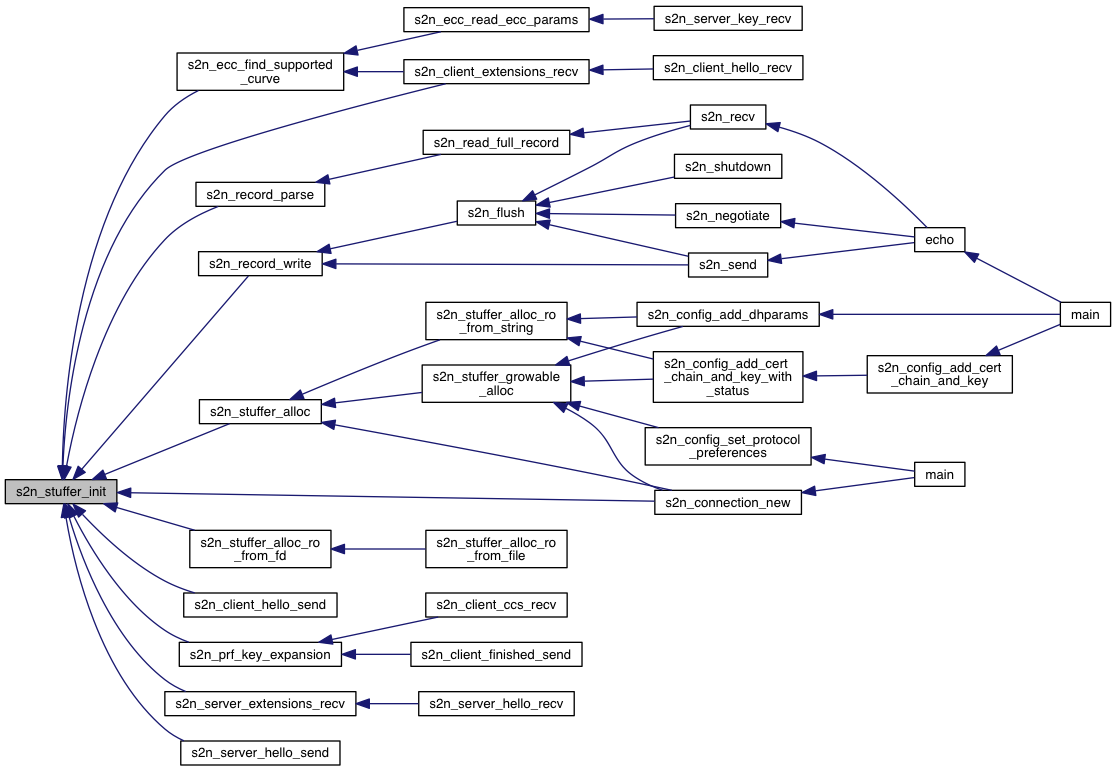 s2n_ecc_read_ecc_params
s2n_server_key_recv
s2n_ecc_find_supported
_curve
s2n_client_extensions_recv
s2n_client_hello_recv
s2n_recv
s2n_read_full_record
s2n_shutdown
s2n_record_parse
s2n_flush
s2n_negotiate
echo
s2n_record_write
s2n_send
s2n_stuffer_alloc_ro
_from_string
s2n_config_add_dhparams
main
s2n_stuffer_growable
_alloc
s2n_config_add_cert
_chain_and_key_with
_status
s2n_config_add_cert
_chain_and_key
s2n_stuffer_alloc
s2n_config_set_protocol
_preferences
main
s2n_stuffer_init
s2n_connection_new
s2n_stuffer_alloc_ro
_from_fd
s2n_stuffer_alloc_ro
_from_file
s2n_client_hello_send
s2n_client_ccs_recv
s2n_prf_key_expansion
s2n_client_finished_send
s2n_server_extensions_recv
s2n_server_hello_recv
s2n_server_hello_send